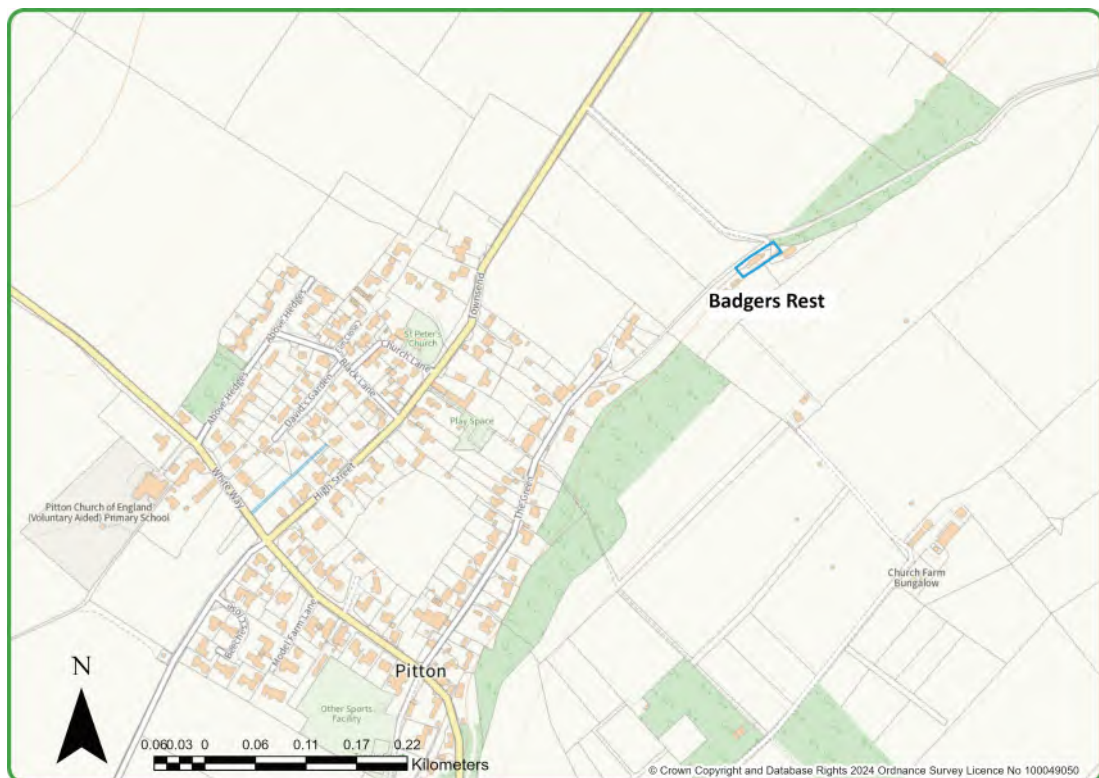 Townsend
Badgers Rest
Above Hedges
St Peter's
Church
Church Lane
Black Lane
David's Garden
Above Hedges
Play Space
White Way
High Street
The Green
Pitton Church of England
(Voluntary Aided) Primary School
Church Farm
Bungalow
Beeches Close
Model Farm Lane
N
Pitton
Other Sports
Facility
0.06 0.03 0 0.06 0.11 0.17 0.22
Kilometers
© Crown Copyright and Database Rights 2024 Ordnance Survey Licence No 100049050